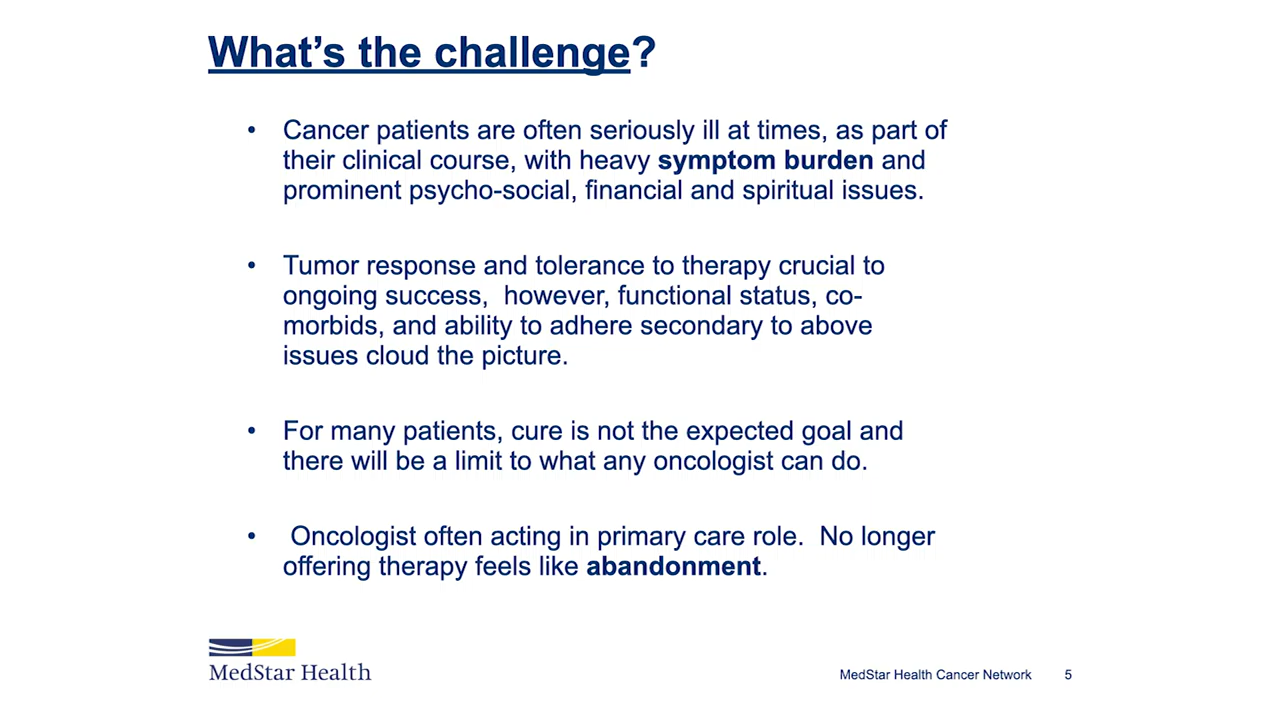 What’s the challenge?
• Cancer patients are often seriously ill at times, as part of
their clinical course, with heavy symptom burden and
prominent psycho-social, financial and spiritual issues.
• Tumor response and tolerance to therapy crucial to
ongoing success,  however, functional status, co-
morbids, and ability to adhere secondary to above
issues cloud the picture.
• For many patients, cure is not the expected goal and
there will be a limit to what any oncologist can do.
• Oncologist often acting in primary care role.  No longer
offering therapy feels like abandonment.
MedStar Health
MedStar Health Cancer Network 5